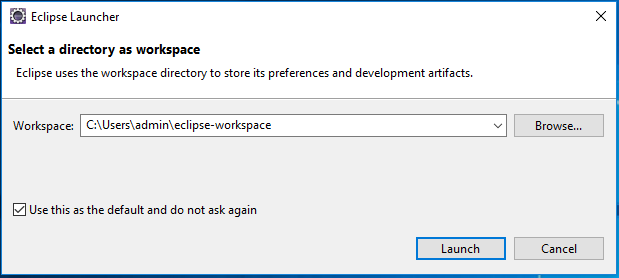 Eclipse Launcher
Select a directory as workspace
Eclipse uses the workspace directory to store its preferences and development artifacts.
Workspace: C:\Users\admin\eclipse-workspace Browse...
Use this as the default and do not ask again
Launch Cancel